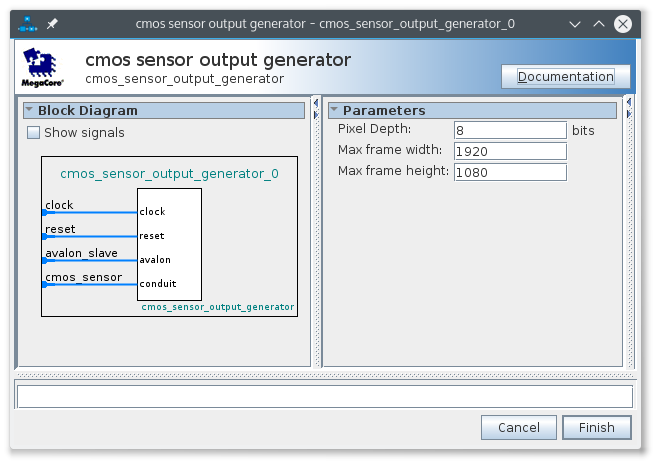 cmos sensor output generator – cmos_sensor_output_generator_0
MegaCore®
cmos sensor output generator
cmos_sensor_output_generator
Documentation
Block Diagram
Show signals
cmos_sensor_output_generator_0
clock
clock
reset
reset
avalon_slave
avalon
cmos_sensor
conduit
cmos_sensor_output_generator
Parameters
Pixel Depth: 8 bits
Max frame width: 1920
Max frame height: 1080
Cancel Finish